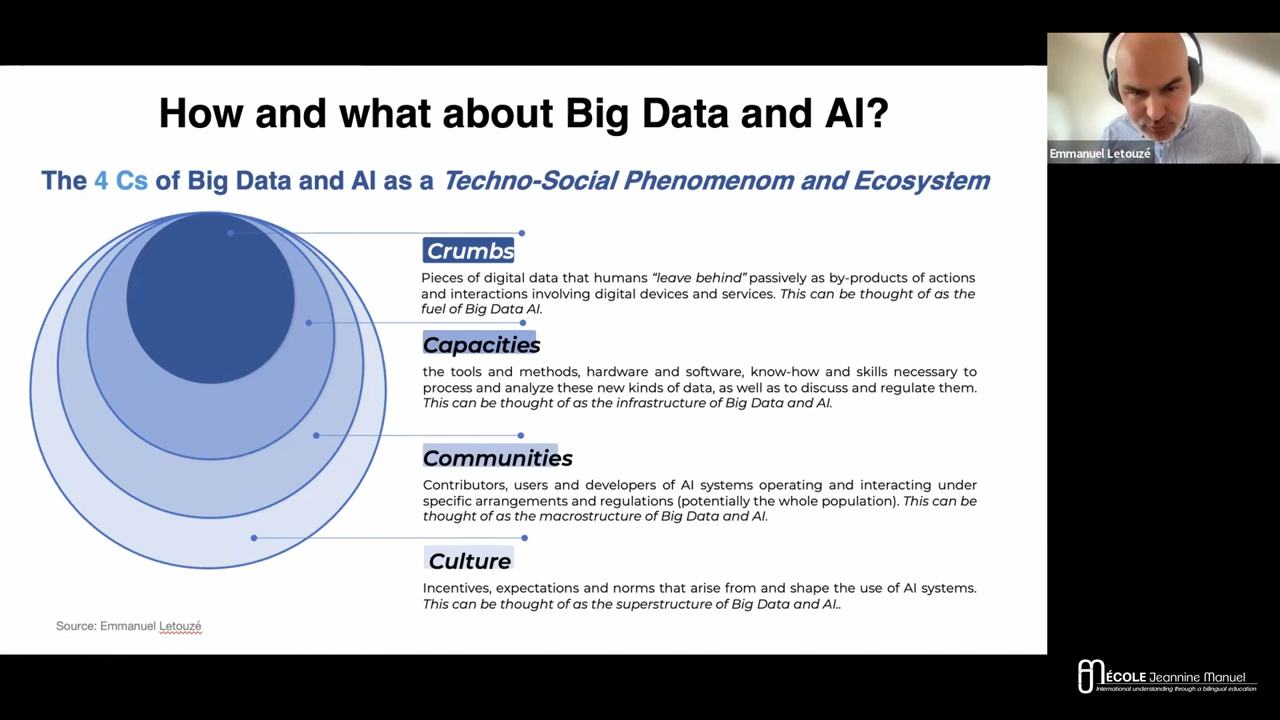 How and what about Big Data and AI?
The 4 Cs of Big Data and AI as a Techno-Social Phenomenom and Ecosystem
Crumbs
Pieces of digital data that humans “leave behind” passively as by-products of actions
and interactions involving digital devices and services. This can be thought of as the
fuel of Big Data AI.
Capacities
the tools and methods, hardware and software, know-how and skills necessary to
process and analyze these new kinds of data, as well as to discuss and regulate them.
This can be thought of as the infrastructure of Big Data and AI.
Communities
Contributors, users and developers of AI systems operating and interacting under
specific arrangements and regulations (potentially the whole population). This can be
thought of as the macrostructure of Big Data and AI.
Culture
Incentives, expectations and norms that arise from and shape the use of AI systems.
This can be thought of as the superstructure of Big Data and AI..
Source: Emmanuel Letouzé
Emmanuel Letouzé
ÉCOLE Jeannine Manuel
International understanding through a bilingual education